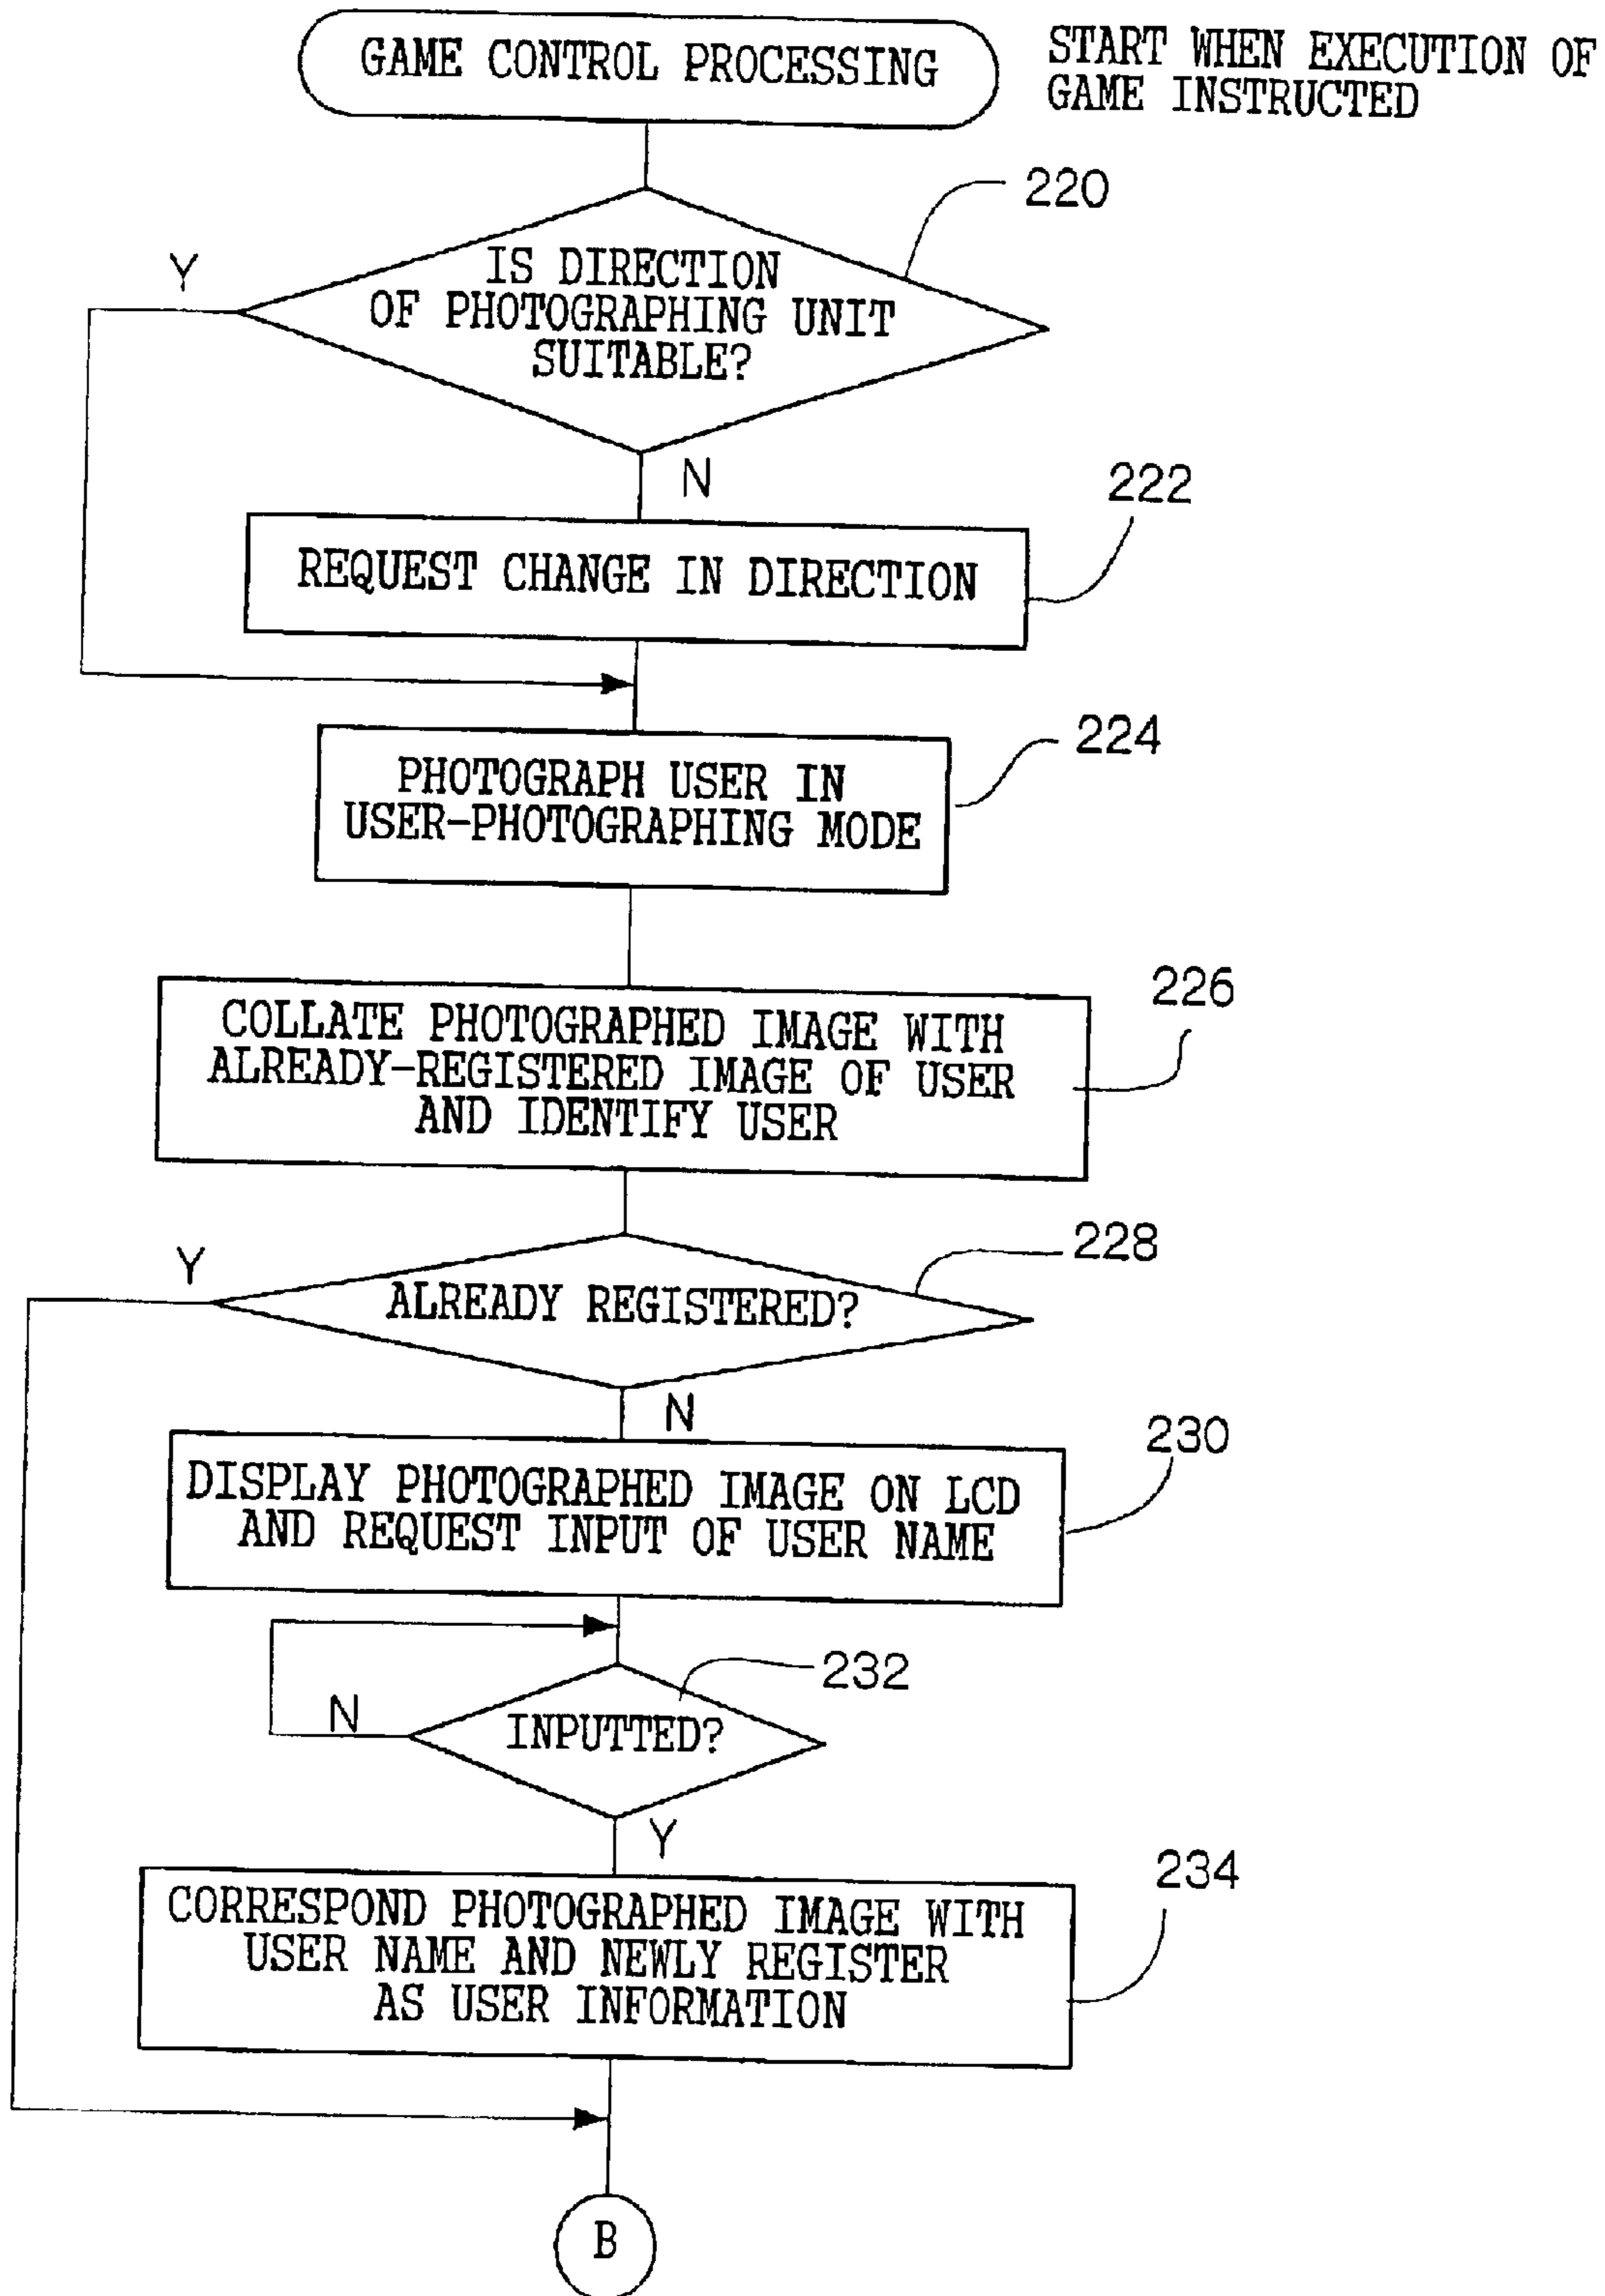 GAME CONTROL PROCESSING
START WHEN EXECUTION OF
GAME INSTRUCTED
220
Y
IS DIRECTION
OF PHOTOGRAPHING UNIT
SUITABLE?
N
222
REQUEST CHANGE IN DIRECTION
224
PHOTOGRAPH USER IN
USER-PHOTOGRAPHING MODE
226
COLLATE PHOTOGRAPHED IMAGE WITH
ALREADY-REGISTERED IMAGE OF USER
AND IDENTIFY USER
228
Y
ALREADY REGISTERED?
N
230
DISPLAY PHOTOGRAPHED IMAGE ON LCD
AND REQUEST INPUT OF USER NAME
232
N
INPUTTED?
Y
234
CORRESPOND PHOTOGRAPHED IMAGE WITH
USER NAME AND NEWLY REGISTER
AS USER INFORMATION
B